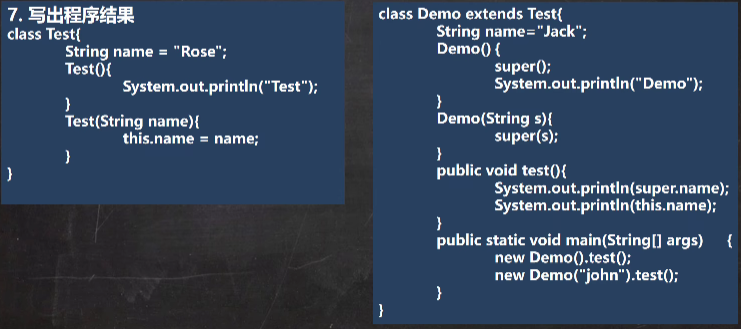 7. 写出程序结果
class Test{
String name = "Rose";
Test(){
System.out.println("Test");
}
Test(String name){
this.name = name;
}
}
class Demo extends Test{
String name="Jack";
Demo() {
super();
System.out.println("Demo");
}
Demo(String s){
super(s);
}
public void test(){
System.out.println(super.name);
System.out.println(this.name);
}
public static void main(String[] args) {
new Demo().test();
new Demo("john").test();
}
}